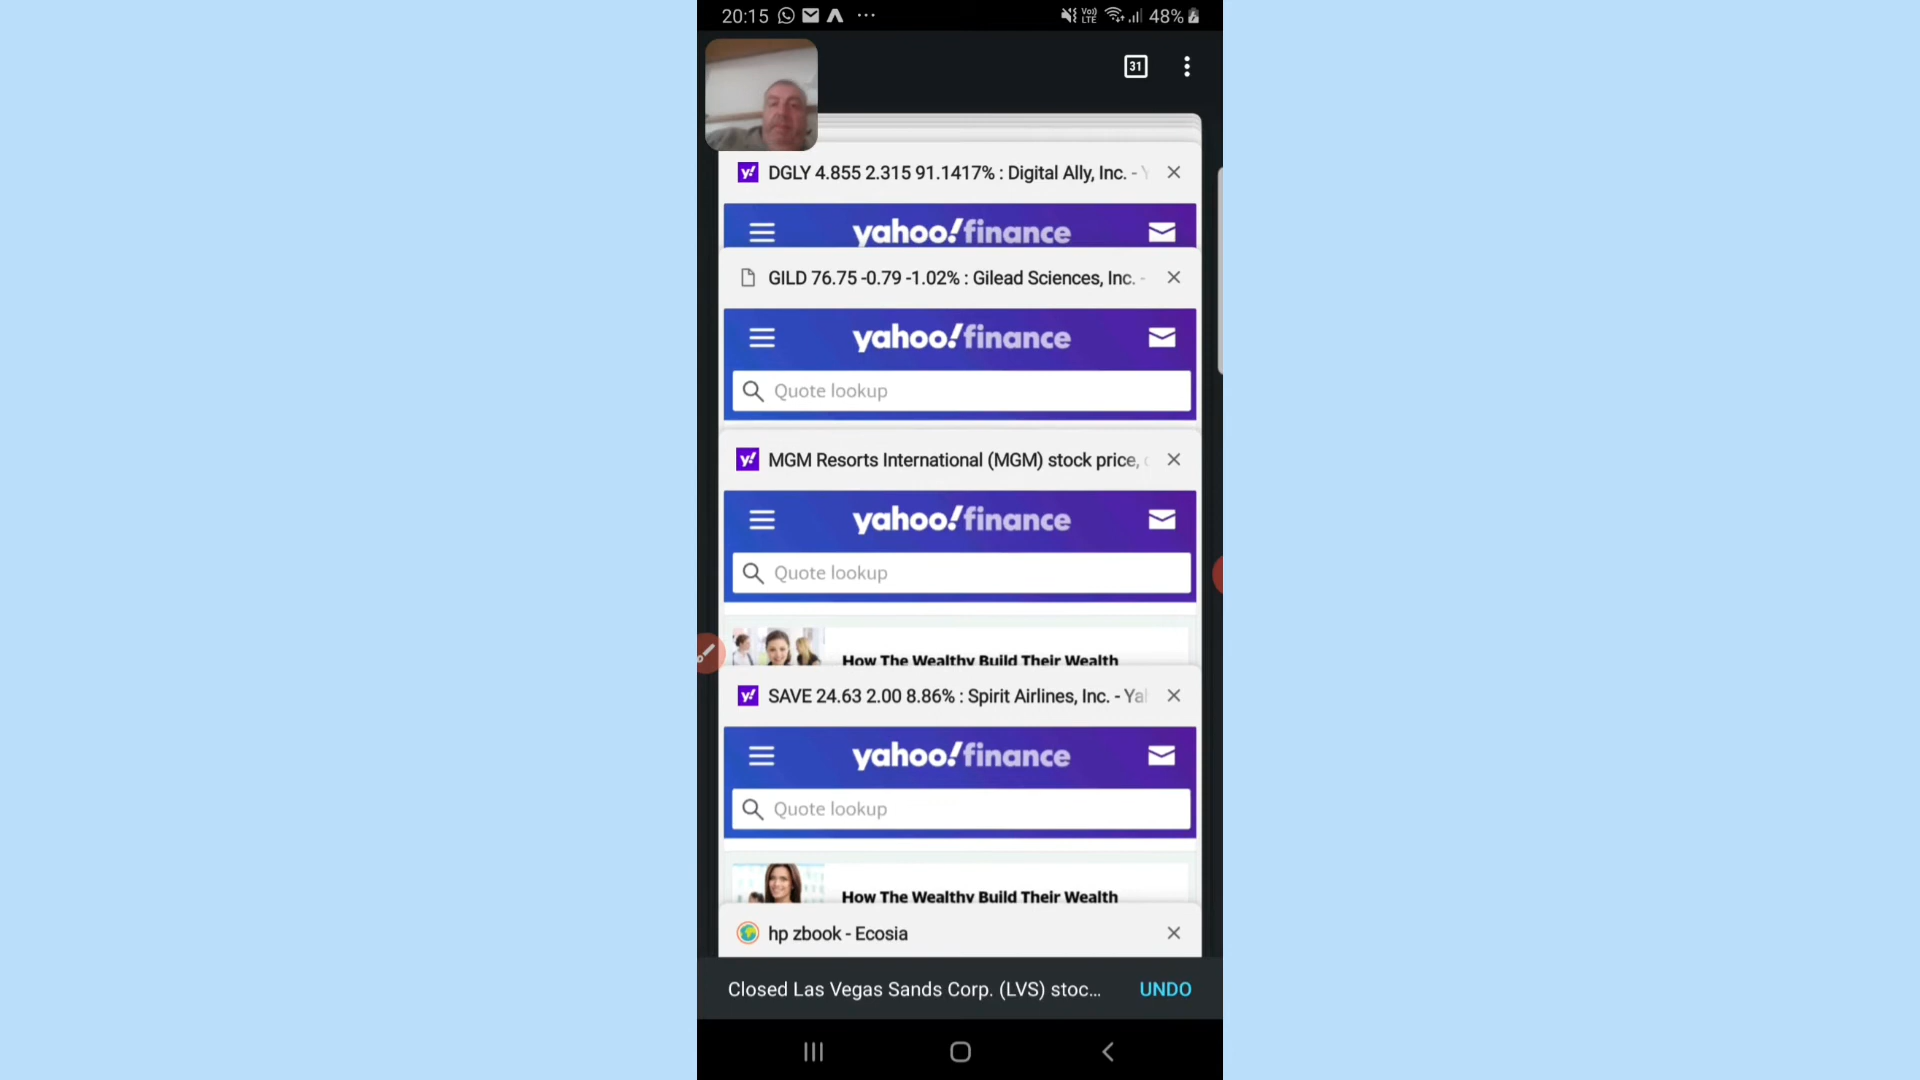 20:15 ... Vo)) LTE 48%
31
DGLY 4.855 2.315 91.1417% : Digital Ally, Inc. - Y
yahoo!finance
GILD 76.75 -0.79 -1.02% : Gilead Sciences, Inc. -
yahoo!finance
Quote lookup
y! MGM Resorts International (MGM) stock price,
yahoo!finance
Quote lookup
How The Wealthy Build Their Wealth
y! SAVE 24.63 2.00 8.86% : Spirit Airlines, Inc. - Yah
yahoo!finance
Quote lookup
How The Wealthy Build Their Wealth
hp zbook - Ecosia
Closed Las Vegas Sands Corp. (LVS) stoc... UNDO